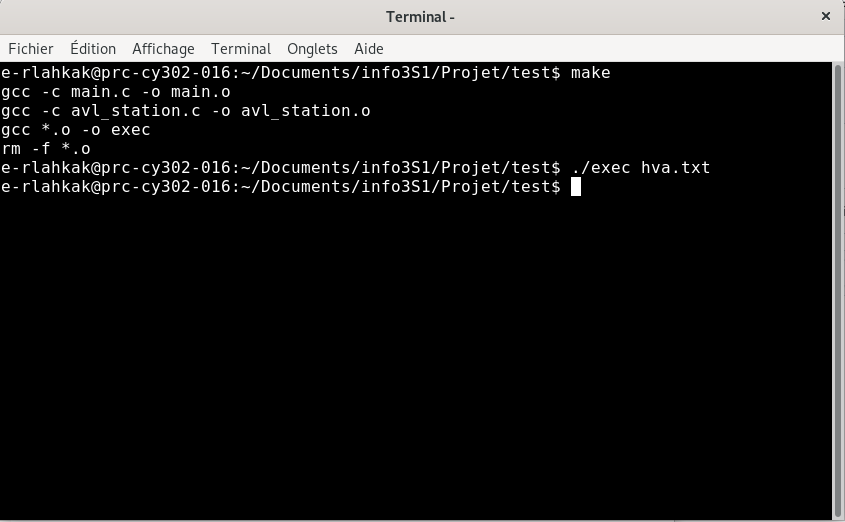 Terminal -
Fichier Édition Affichage Terminal Onglets Aide
e-rlahkak@prc-cy302-016:~/Documents/info3S1/Projet/test$ make
gcc -c main.c -o main.o
gcc -c avl_station.c -o avl_station.o
gcc *.o -o exec
rm -f *.o
e-rlahkak@prc-cy302-016:~/Documents/info3S1/Projet/test$ ./exec hva.txt
e-rlahkak@prc-cy302-016:~/Documents/info3S1/Projet/test$